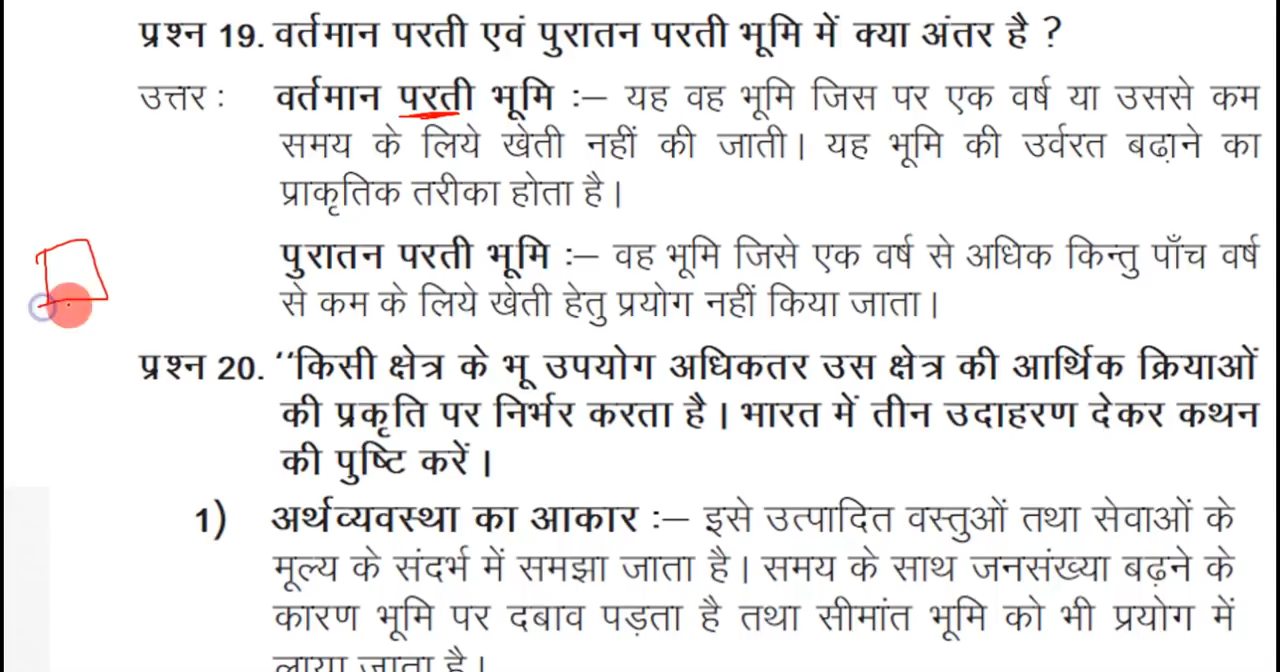 प्रश्न 19. वर्तमान परती एवं पुरातन परती भूमि में क्या अंतर है ?
उत्तर : वर्तमान परती भूमि :– यह वह भूमि जिस पर एक वर्ष या उससे कम
समय के लिये खेती नहीं की जाती। यह भूमि की उर्वरत बढा़ने का
प्राकृतिक तरीका होता है।
पुरातन परती भूमि :– वह भूमि जिसे एक वर्ष से अधिक किन्तु पाँच वर्ष
से कम के लिये खेती हेतु प्रयोग नहीं किया जाता।
प्रश्न 20. ''किसी क्षेत्र के भू उपयोग अधिकतर उस क्षेत्र की आर्थिक क्रियाओं
की प्रकृति पर निर्भर करता है। भारत में तीन उदाहरण देकर कथन
की पुष्टि करें।
1) अर्थव्यवस्था का आकार :– इसे उत्पादित वस्तुओं तथा सेवाओं के
मूल्य के संदर्भ में समझा जाता है। समय के साथ जनसंख्या बढ़ने के
कारण भूमि पर दबाव पड़ता है तथा सीमांत भूमि को भी प्रयोग में
लाया जाता है।